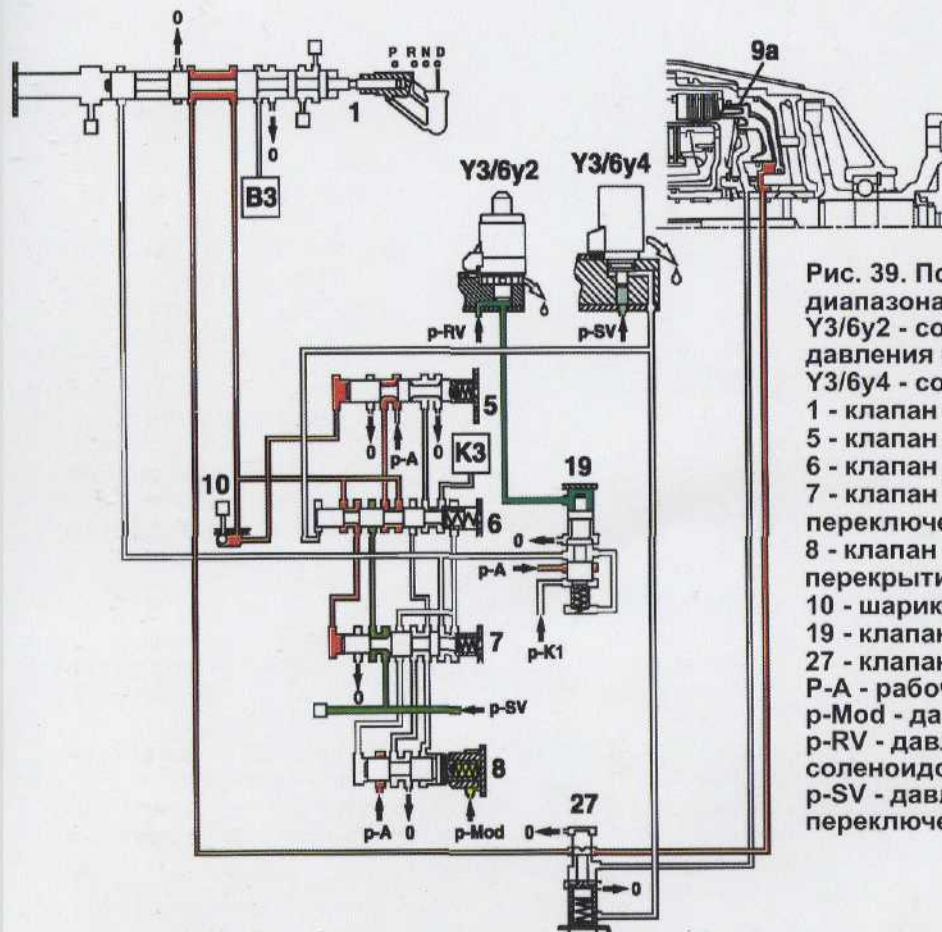 0
P R N D
1
0
B3
9a
Y3/6y2
Y3/6y4
p-RV
p-SV
5
0
p-A
0
K3
10
6
19
0
p-A
7
p-K1
0
p-SV
8
p-A
0
p-Mod
27
0
0
Рис. 39. По
диапазона
Y3/6y2 - со
давления
Y3/6y4 - со
1 - клапан
5 - клапан
6 - клапан
7 - клапан
переключе
8 - клапан
перекрыти
10 - шарик
19 - клапан
27 - клапан
P-A - рабоч
p-Mod - да
p-RV - давл
соленоидо
p-SV - давл
переключе